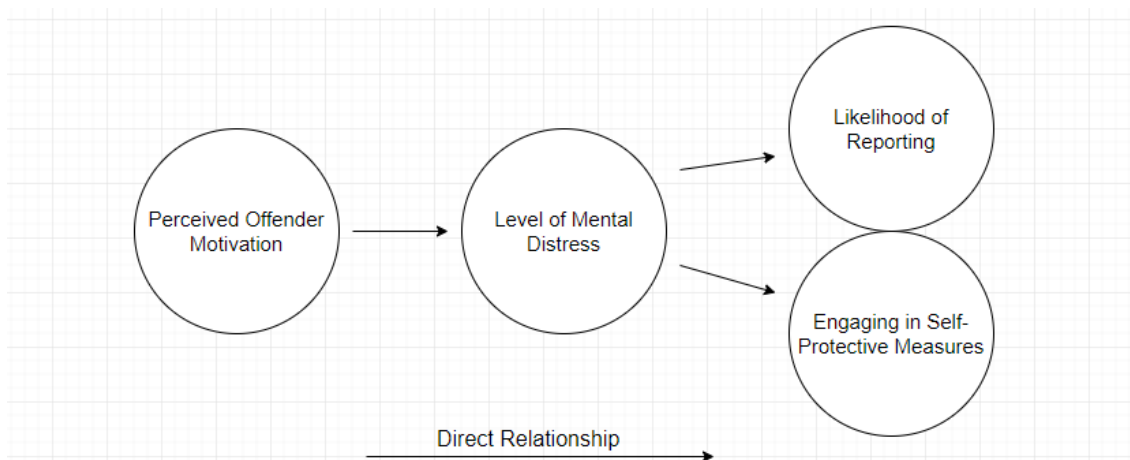 Perceived Offender
Motivation
Level of Mental
Distress
Likelihood of
Reporting
Engaging in Self-
Protective Measures
Direct Relationship